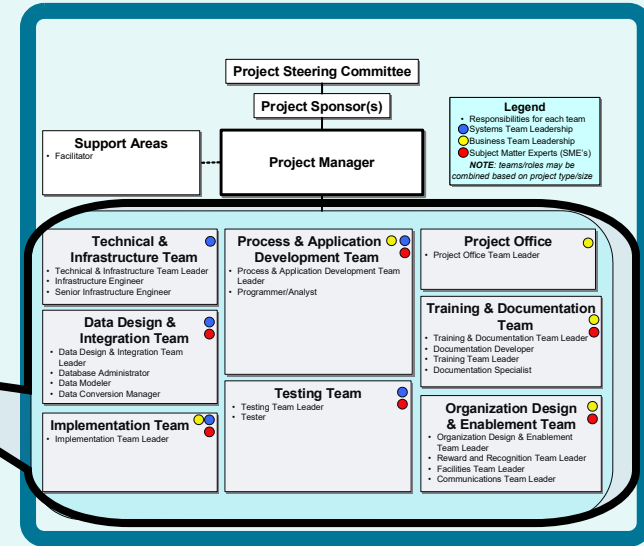 Project Steering Committee
Project Sponsor(s)
Legend
• Responsibilities for each team
Systems Team Leadership
Business Team Leadership
Subject Matter Experts (SME's)
NOTE: teams/roles may be
combined based on project type/size
Support Areas
• Facilitator
Project Manager
Technical &
Infrastructure Team
• Technical & Infrastructure Team Leader
• Infrastructure Engineer
• Senior Infrastructure Engineer
Process & Application
Development Team
• Process & Application Development Team
Leader
• Programmer/Analyst
Project Office
• Project Office Team Leader
Data Design &
Integration Team
• Data Design & Integration Team
Leader
• Database Administrator
• Data Modeler
• Data Conversion Manager
Training & Documentation
Team
• Training & Documentation Team Leader
• Documentation Developer
• Training Team Leader
• Documentation Specialist
Implementation Team
• Implementation Team Leader
Testing Team
• Testing Team Leader
• Tester
Organization Design
& Enablement Team
• Organization Design & Enablement
Team Leader
• Reward and Recognition Team Leader
• Facilities Team Leader
• Communications Team Leader